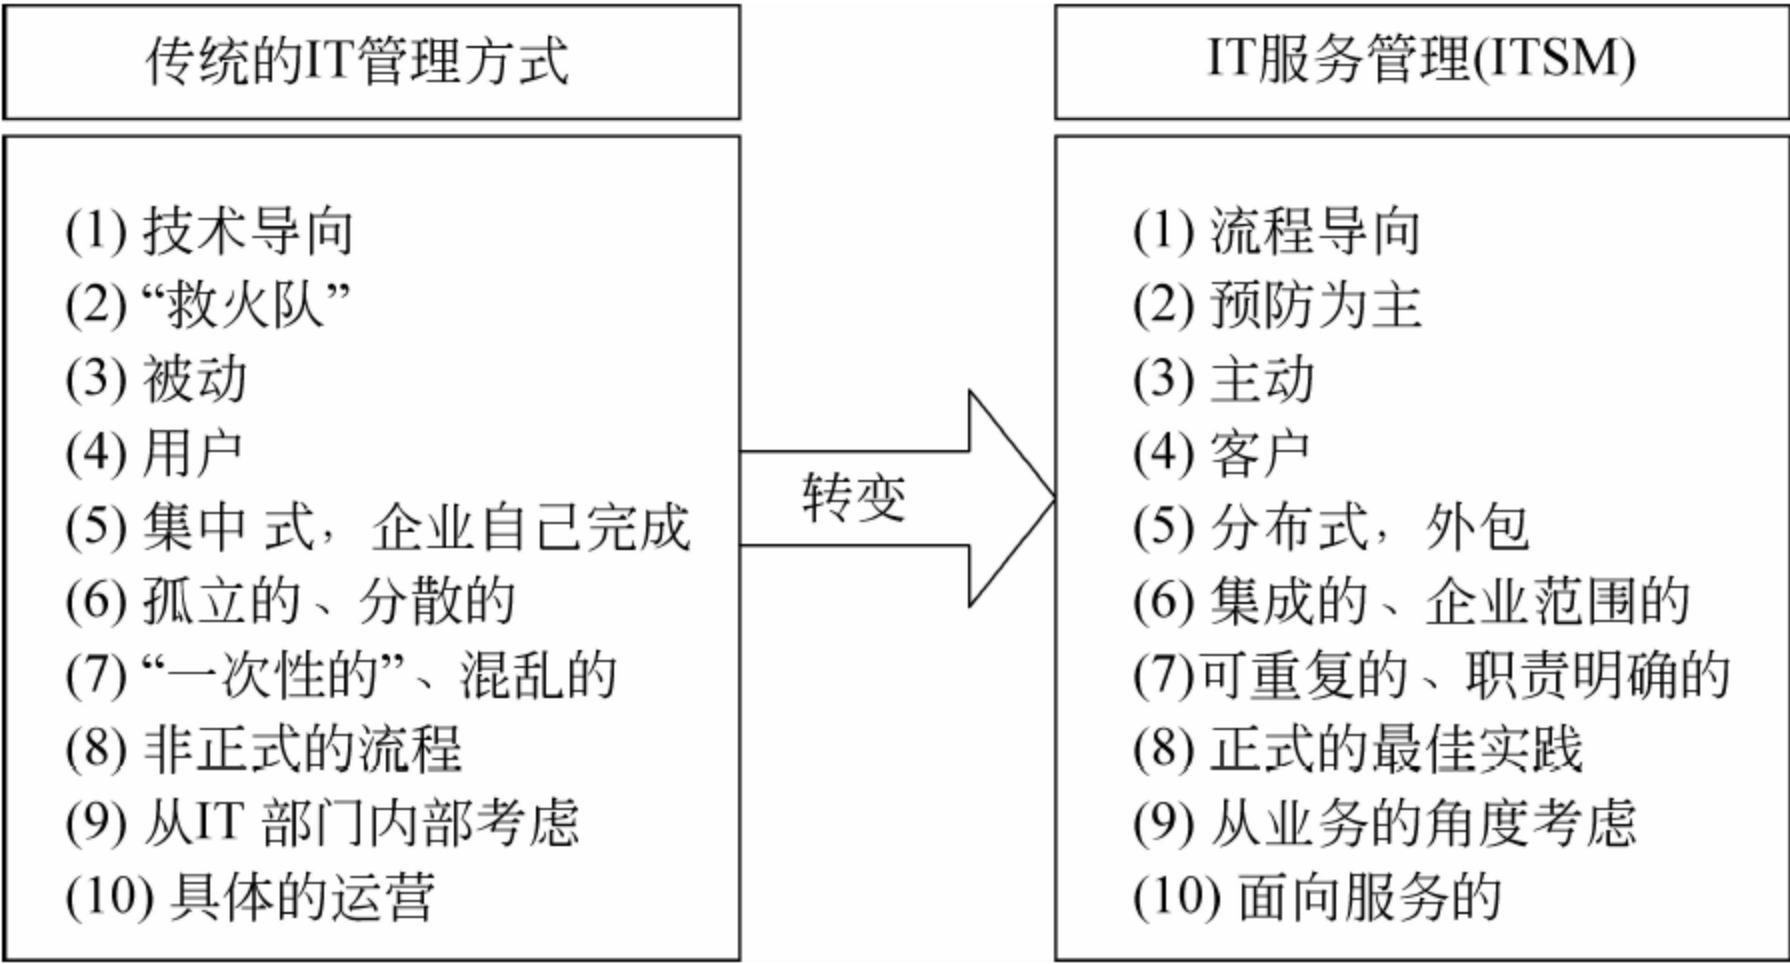 传统的IT管理方式
(1) 技术导向
(2) “救火队”
(3) 被动
(4) 用户
(5) 集中 式，企业自己完成
(6) 孤立的、分散的
(7) “一次性的”、混乱的
(8) 非正式的流程
(9) 从IT 部门内部考虑
(10) 具体的运营
转变
IT服务管理(ITSM)
(1) 流程导向
(2) 预防为主
(3) 主动
(4) 客户
(5) 分布式，外包
(6) 集成的、企业范围的
(7)可重复的、职责明确的
(8) 正式的最佳实践
(9) 从业务的角度考虑
(10) 面向服务的